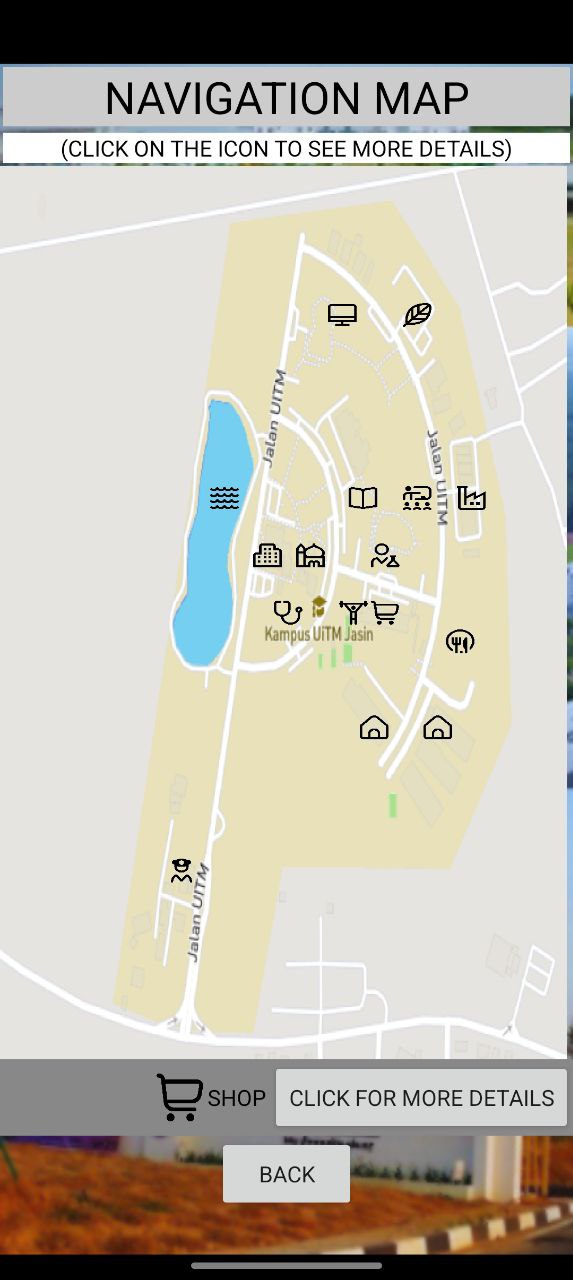 NAVIGATION MAP
(CLICK ON THE ICON TO SEE MORE DETAILS)
Jalan UiTM
Jalan UiTM
Kampus UiTM Jasin
Jalan UiTM
SHOP
CLICK FOR MORE DETAILS
BACK